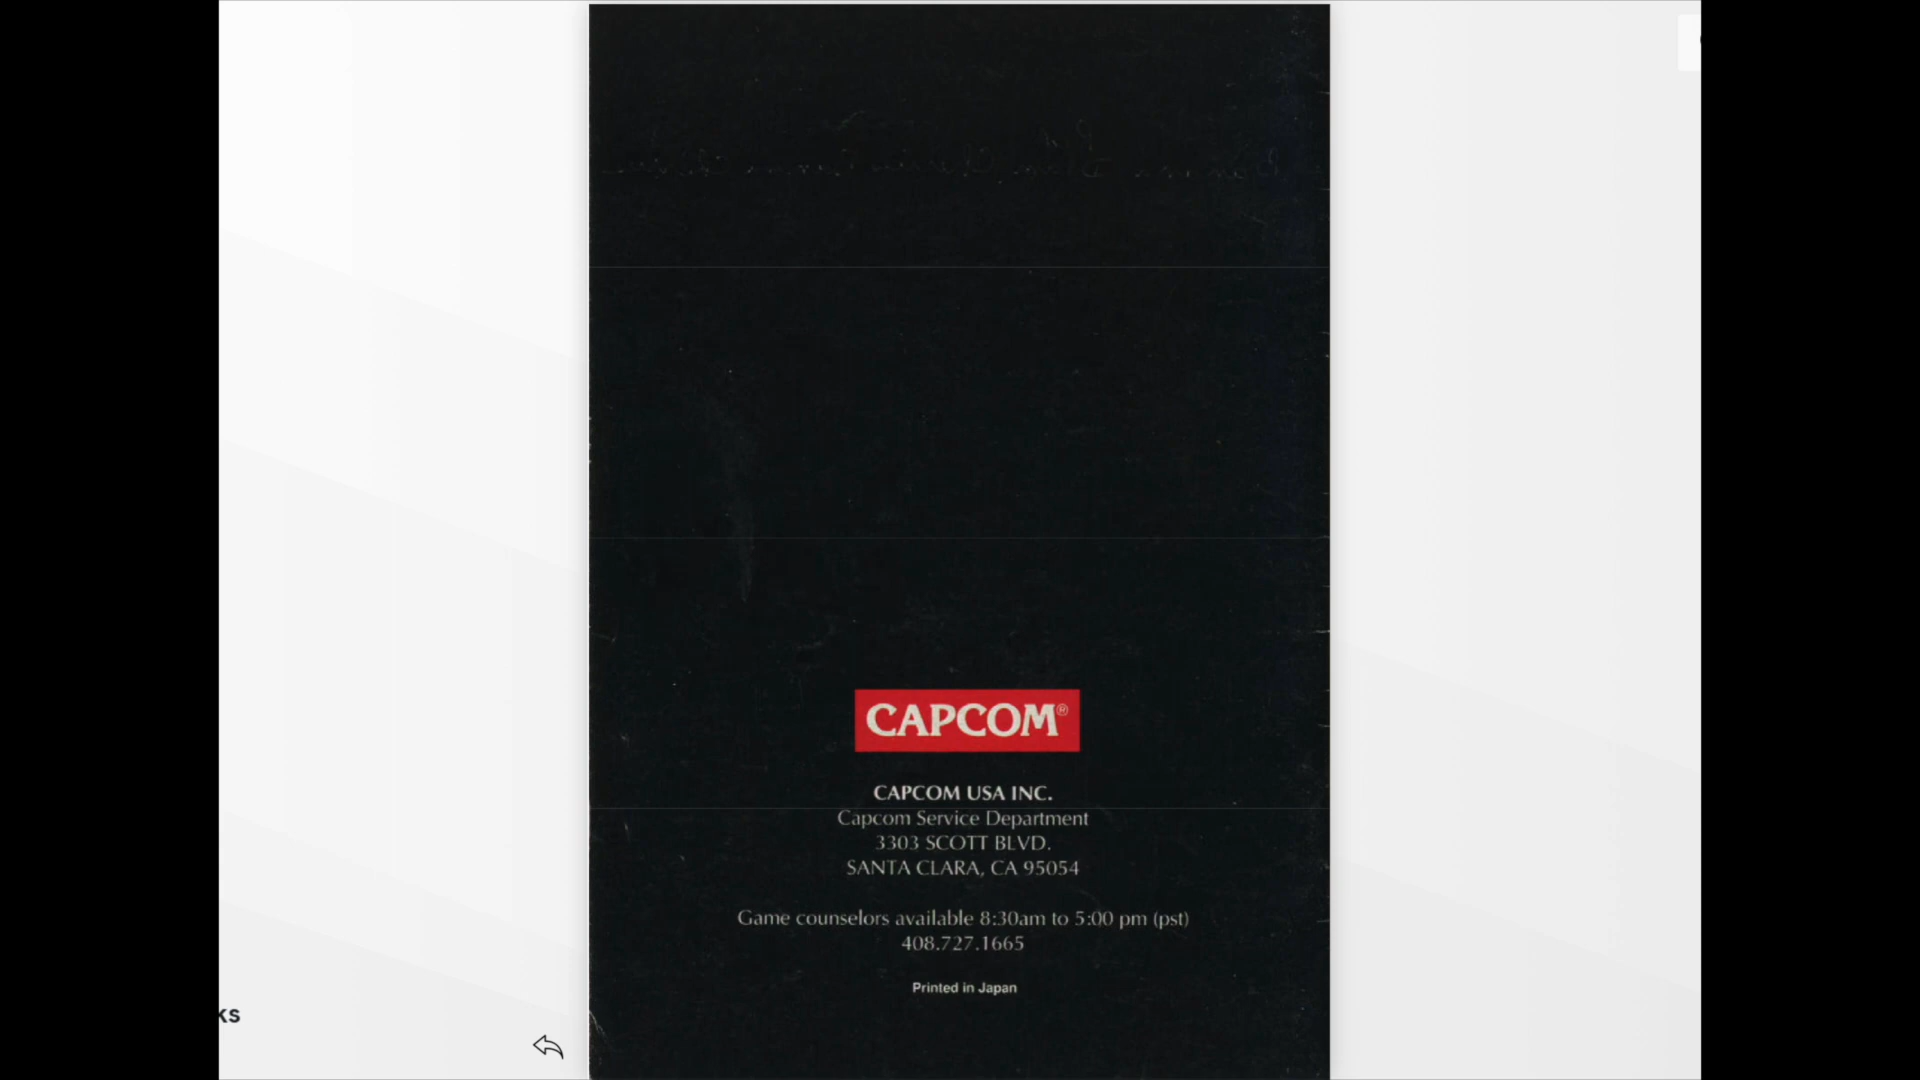 CAPCOM®
CAPCOM USA INC.
Capcom Service Department
3303 SCOTT BLVD.
SANTA CLARA, CA 95054
Game counselors available 8:30am to 5:00 pm (pst)
408.727.1665
Printed in Japan
ks